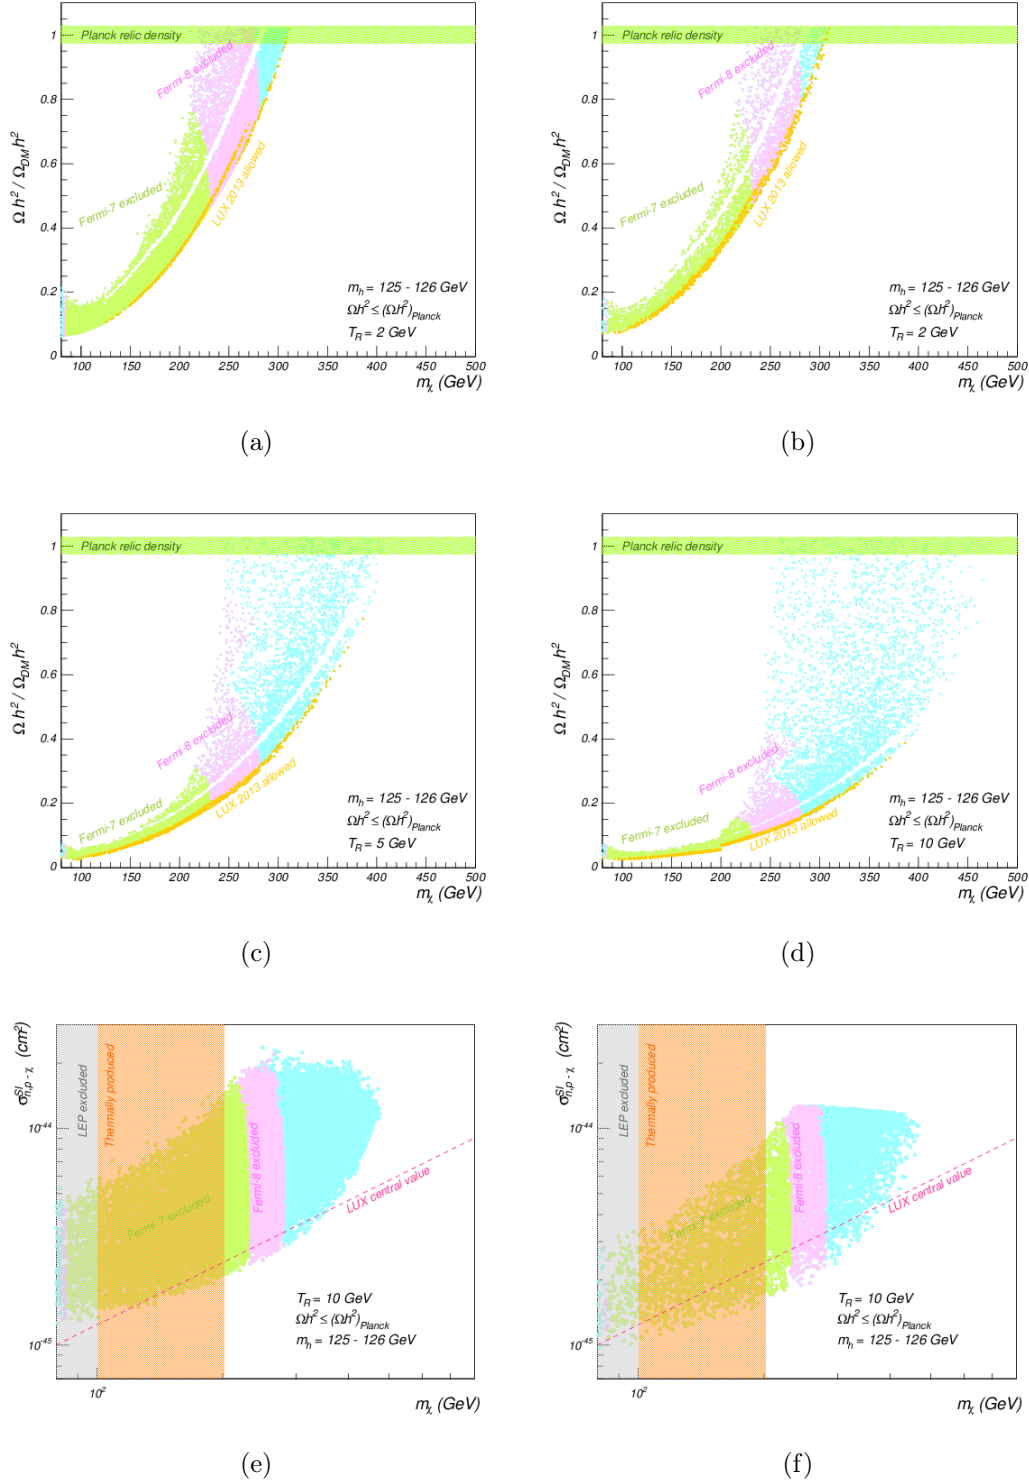 Planck relic density
Fermi-8 excluded
Fermi-7 excluded
LUX 2013 allowed
m_h = 125 - 126 GeV
Ωh² ≤ (Ωh²)_Planck
T_R = 2 GeV
Ω h² / Ω_DM h²
1
0.8
0.6
0.4
0.2
0
100 150 200 250 300 350 400 450 500
m_χ (GeV)
(a)
Planck relic density
Fermi-8 excluded
Fermi-7 excluded
LUX 2013 allowed
m_h = 125 - 126 GeV
Ωh² ≤ (Ωh²)_Planck
T_R = 2 GeV
Ω h² / Ω_DM h²
1
0.8
0.6
0.4
0.2
0
100 150 200 250 300 350 400 450 500
m_χ (GeV)
(b)
Planck relic density
Fermi-8 excluded
Fermi-7 excluded
LUX 2013 allowed
m_h = 125 - 126 GeV
Ωh² ≤ (Ωh²)_Planck
T_R = 5 GeV
Ω h² / Ω_DM h²
1
0.8
0.6
0.4
0.2
0
100 150 200 250 300 350 400 450 500
m_χ (GeV)
(c)
Planck relic density
Fermi-8 excluded
Fermi-7 excluded
LUX 2013 allowed
m_h = 125 - 126 GeV
Ωh² ≤ (Ωh²)_Planck
T_R = 10 GeV
Ω h² / Ω_DM h²
1
0.8
0.6
0.4
0.2
0
100 150 200 250 300 350 400 450 500
m_χ (GeV)
(d)
σ^SI_n,p - χ (cm²)
LEP excluded
Thermally produced
Fermi-7 excluded
Fermi-8 excluded
LUX central value
10⁻⁴⁴
10⁻⁴⁵
T_R = 10 GeV
Ωh² ≤ (Ωh²)_Planck
m_h = 125 - 126 GeV
10²
m_χ (GeV)
(e)
σ^SI_n,p - χ (cm²)
LEP excluded
Thermally produced
Fermi-7 excluded
Fermi-8 excluded
LUX central value
10⁻⁴⁴
10⁻⁴⁵
T_R = 10 GeV
Ωh² ≤ (Ωh²)_Planck
m_h = 125 - 126 GeV
10²
m_χ (GeV)
(f)